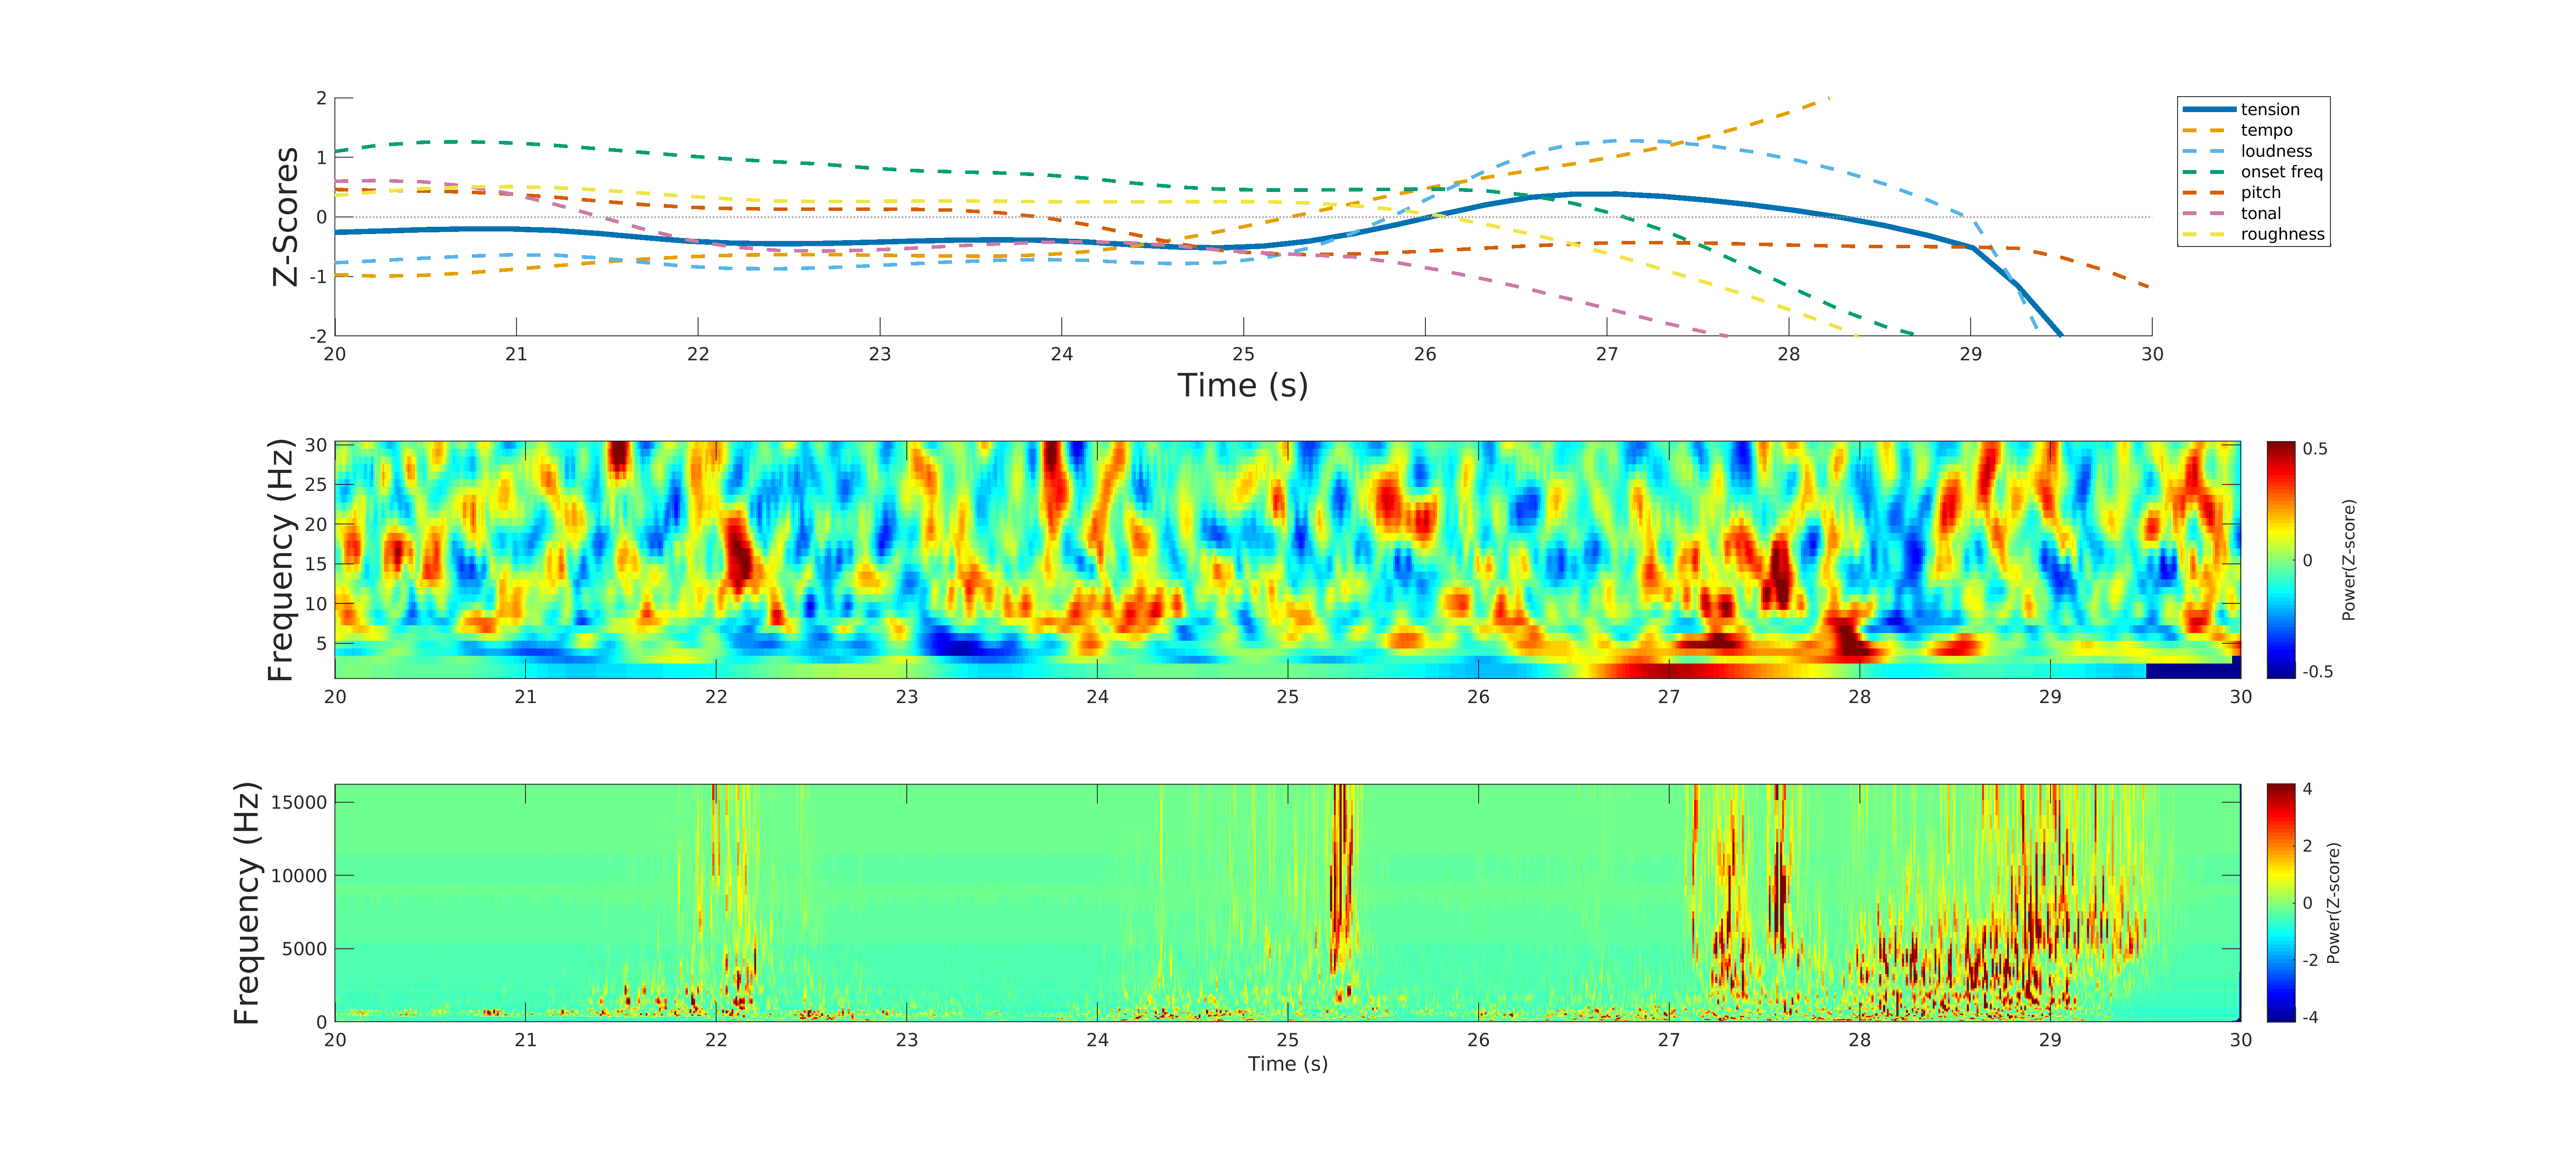 2
1
0
-1
-2
Z-Scores
20 21 22 23 24 25 26 27 28 29 30
Time (s)
tension
tempo
loudness
onset freq
pitch
tonal
roughness
30
25
20
15
10
5
Frequency (Hz)
20 21 22 23 24 25 26 27 28 29 30
0.5
0
-0.5
Power(Z-score)
15000
10000
5000
0
Frequency (Hz)
20 21 22 23 24 25 26 27 28 29 30
Time (s)
4
2
0
-2
-4
Power(Z-score)